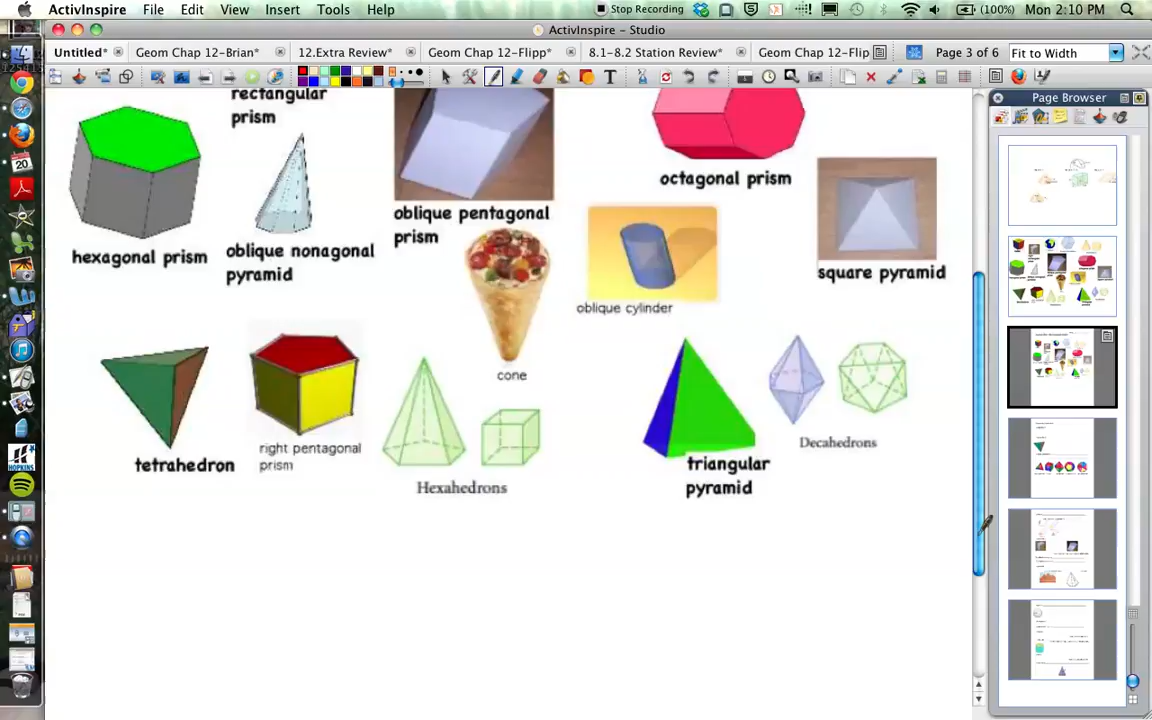 ActivInspire File Edit View Insert Tools Help Stop Recording (100%) Mon 2:10 PM
ActivInspire - Studio
Untitled* Geom Chap 12-Brian* 12.Extra Review* Geom Chap 12-Flipp* 8.1-8.2 Station Review* Geom Chap 12-Flip Page 3 of 6 Fit to Width
Page Browser
rectangular
prism
octagonal prism
oblique pentagonal
prism
hexagonal prism
oblique nonagonal
pyramid
square pyramid
oblique cylinder
cone
Decahedrons
right pentagonal
prism
tetrahedron
triangular
pyramid
Hexahedrons
HOPKINS
20